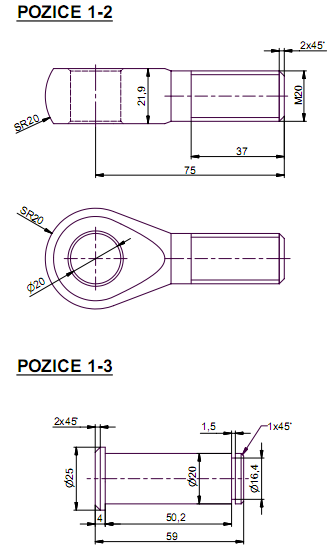 POZICE 1-2
2x45°
SR20
21,9
M20
37
75
SR20
Ø20
POZICE 1-3
2x45°
1,5
1x45°
Ø25
Ø20
Ø16,4
4
50,2
59